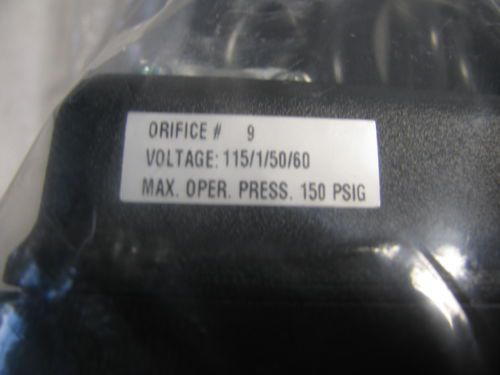 ORIFICE # 9
VOLTAGE: 115/1/50/60
MAX. OPER. PRESS. 150 PSIG